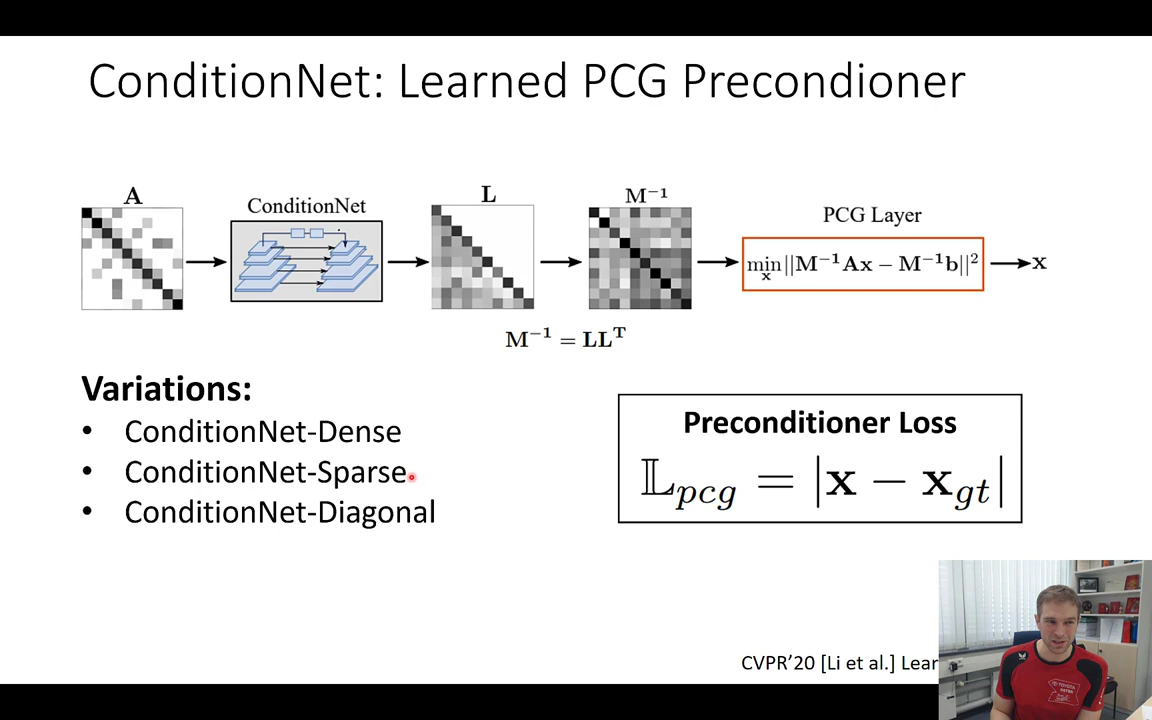 ConditionNet: Learned PCG Precondioner
A
ConditionNet
L
M⁻¹
PCG Layer
min ||M⁻¹Ax − M⁻¹b||²
x
x
M⁻¹ = LLᵀ
Variations:
• ConditionNet-Dense
• ConditionNet-Sparse
• ConditionNet-Diagonal
Preconditioner Loss
𝕃pcg = |x − xgt|
CVPR'20 [Li et al.] Lear
TOYOTA